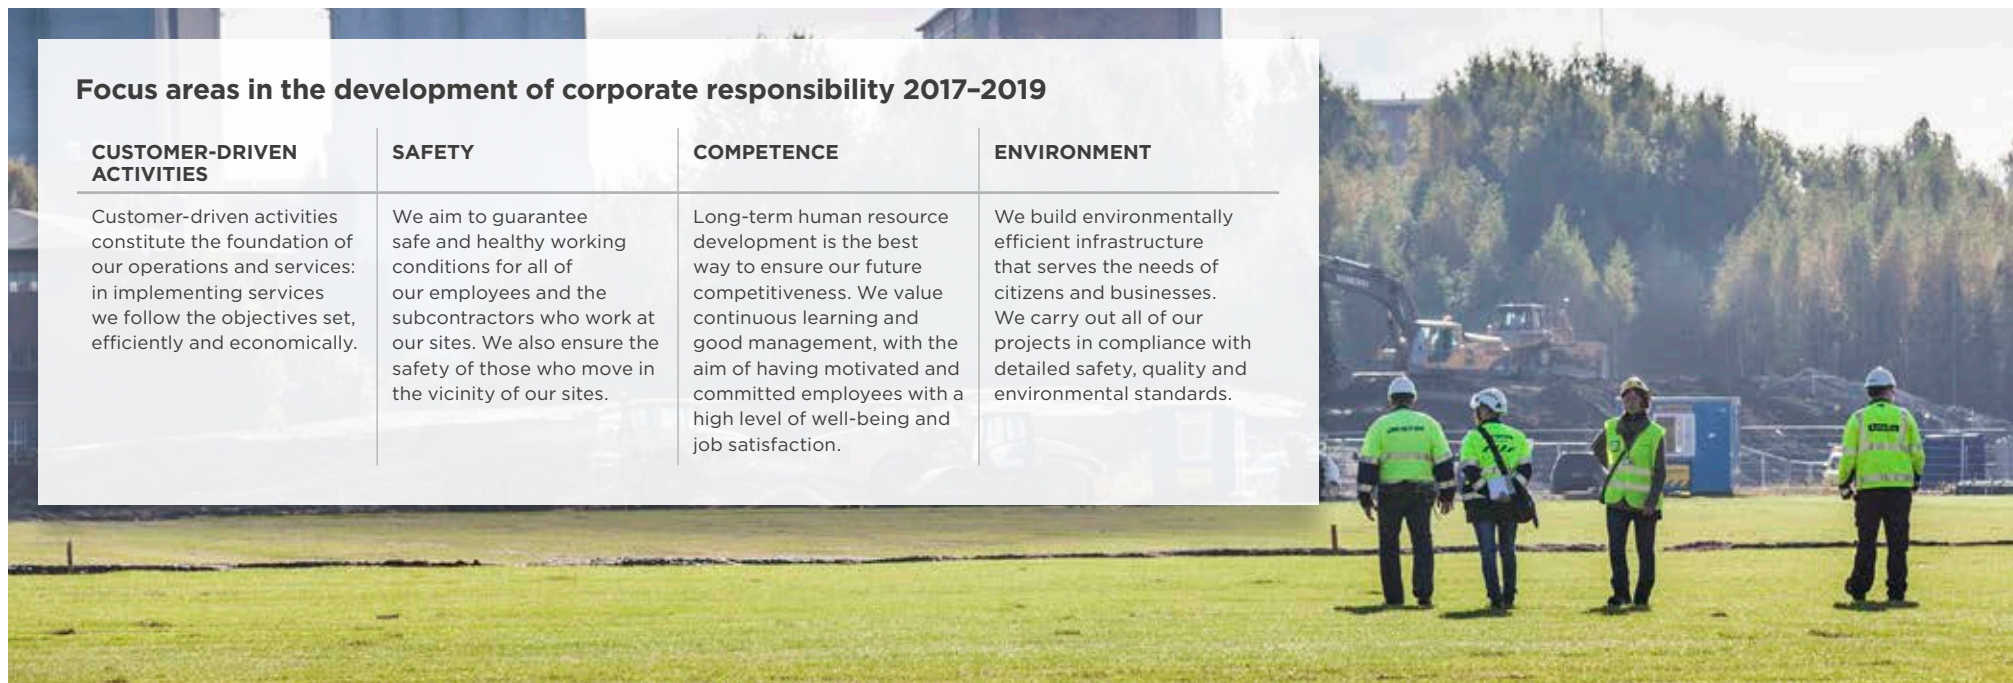 Focus areas in the development of corporate responsibility 2017–2019
CUSTOMER-DRIVEN
ACTIVITIES
Customer-driven activities
constitute the foundation of
our operations and services:
in implementing services
we follow the objectives set,
efficiently and economically.
SAFETY
We aim to guarantee
safe and healthy working
conditions for all of
our employees and the
subcontractors who work at
our sites. We also ensure the
safety of those who move in
the vicinity of our sites.
COMPETENCE
Long-term human resource
development is the best
way to ensure our future
competitiveness. We value
continuous learning and
good management, with the
aim of having motivated and
committed employees with a
high level of well-being and
job satisfaction.
ENVIRONMENT
We build environmentally
efficient infrastructure
that serves the needs of
citizens and businesses.
We carry out all of our
projects in compliance with
detailed safety, quality and
environmental standards.